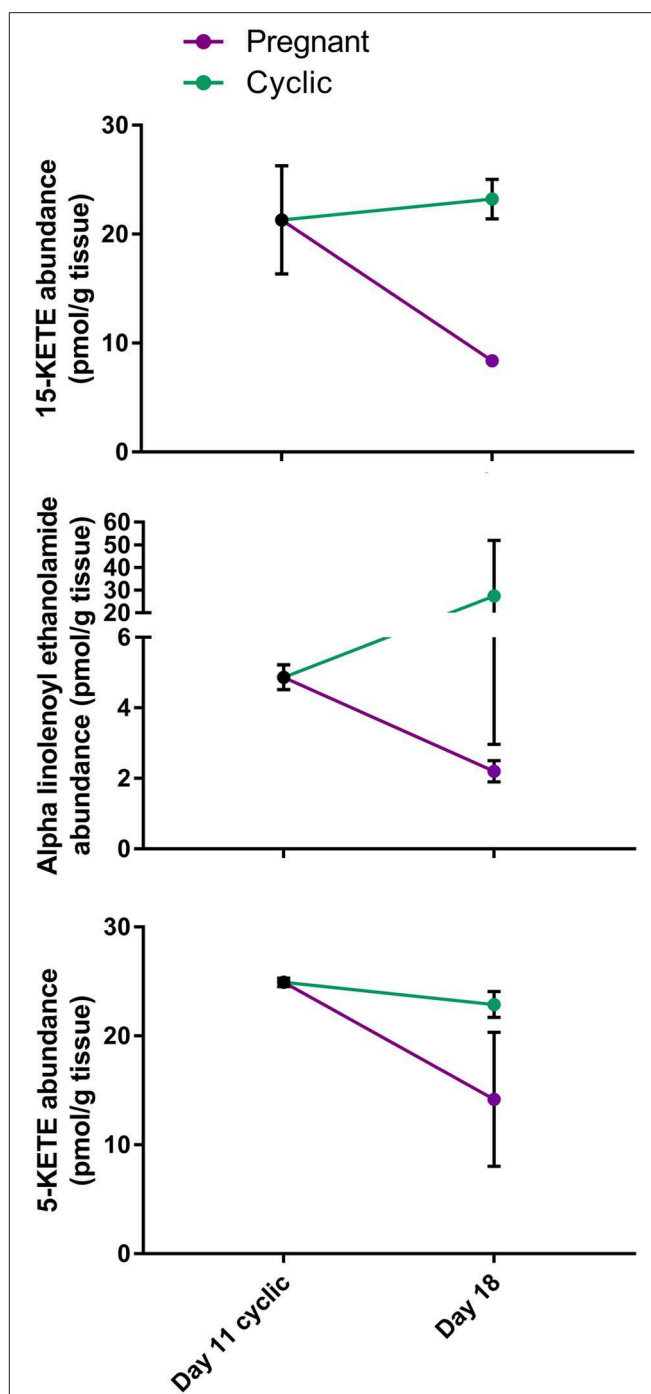 Pregnant
Cyclic
15-KETE abundance
(pmol/g tissue)
30
20
10
0
Alpha linolenoyl ethanolamide
abundance (pmol/g tissue)
60
50
40
30
20
6
4
2
0
5-KETE abundance
(pmol/g tissue)
30
20
10
0
Day 11 cyclic
Day 18